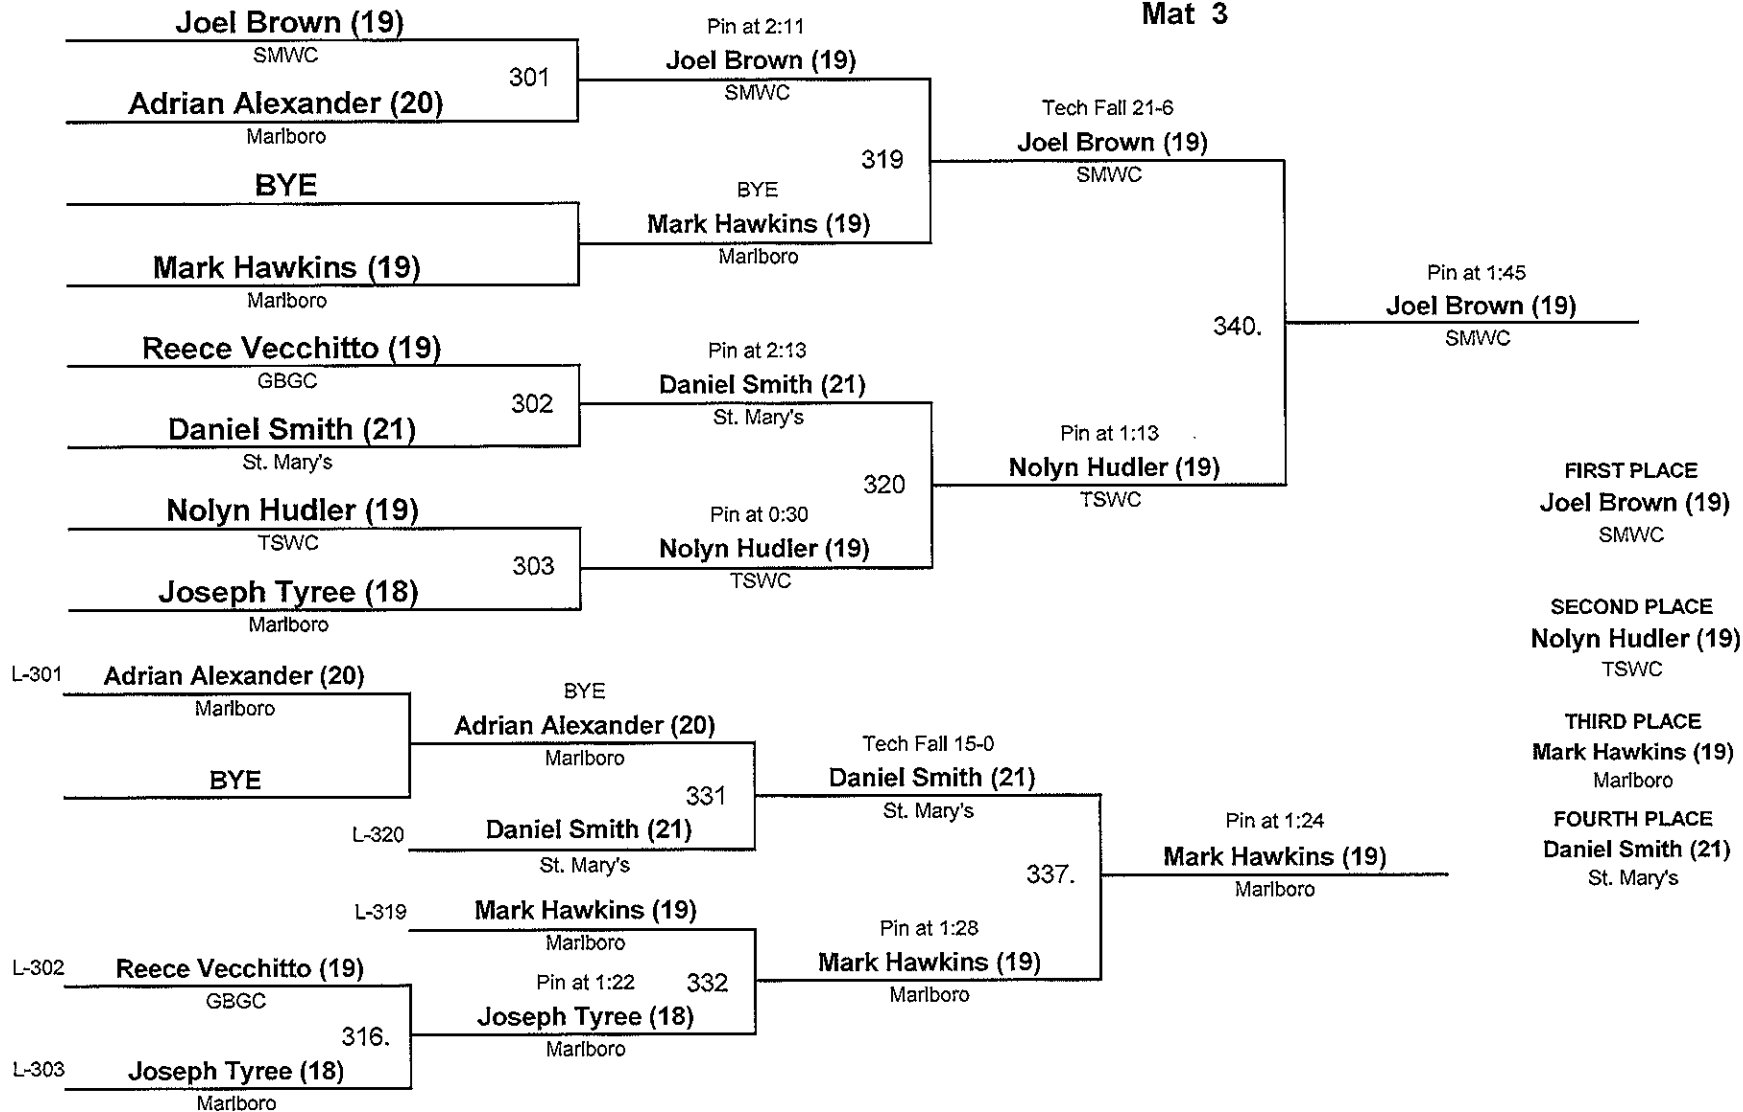 Mat 3
Joel Brown (19)
SMWC
301
Adrian Alexander (20)
Marlboro
BYE
Mark Hawkins (19)
Marlboro
Reece Vecchitto (19)
GBGC
302
Daniel Smith (21)
St. Mary's
Nolyn Hudler (19)
TSWC
303
Joseph Tyree (18)
Marlboro
Pin at 2:11
Joel Brown (19)
SMWC
319
BYE
Mark Hawkins (19)
Marlboro
Pin at 2:13
Daniel Smith (21)
St. Mary's
320
Pin at 0:30
Nolyn Hudler (19)
TSWC
Tech Fall 21-6
Joel Brown (19)
SMWC
340.
Pin at 1:13
Nolyn Hudler (19)
TSWC
Pin at 1:45
Joel Brown (19)
SMWC
L-301 Adrian Alexander (20)
Marlboro
BYE
L-302 Reece Vecchitto (19)
GBGC
316.
L-303 Joseph Tyree (18)
Marlboro
BYE
Adrian Alexander (20)
Marlboro
331
L-320 Daniel Smith (21)
St. Mary's
L-319 Mark Hawkins (19)
Marlboro
Pin at 1:22 332
Joseph Tyree (18)
Marlboro
Tech Fall 15-0
Daniel Smith (21)
St. Mary's
337.
Pin at 1:28
Mark Hawkins (19)
Marlboro
Pin at 1:24
Mark Hawkins (19)
Marlboro
FIRST PLACE
Joel Brown (19)
SMWC
SECOND PLACE
Nolyn Hudler (19)
TSWC
THIRD PLACE
Mark Hawkins (19)
Marlboro
FOURTH PLACE
Daniel Smith (21)
St. Mary's